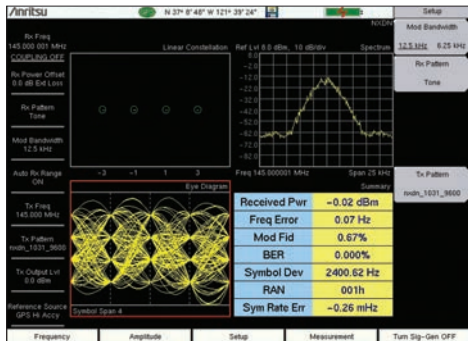 Anritsu N 37° 8' 48" W 121° 39' 24" Setup
NXDN
Rx Freq
145.000 001 MHz
COUPLING OFF
Rx Power Offset
0.0 dB Ext Loss
Rx Pattern
Tone
Mod Bandwidth
12.5 kHz
Auto Rx Range
ON
Tx Freq
145.000 MHz
Tx Pattern
nxdn_1031_9600
Tx Output Lvl
0.0 dBm
Reference Source
GPS Hi Accy
Linear Constellation
-3 -1 1 3
Ref Lvl 8.0 dBm, 10 dB/div Spectrum
-2.0
-12.0
-22.0
-32.0
-42.0
-52.0
-62.0
-72.0
-82.0
Freq 145.000001 MHz Span 25 kHz
Eye Diagram
Symbol Span 4
Summary
Received Pwr -0.02 dBm
Freq Error 0.07 Hz
Mod Fid 0.67%
BER 0.000%
Symbol Dev 2400.62 Hz
RAN 001h
Sym Rate Err -0.26 mHz
Mod Bandwidth
12.5 kHz 6.25 kHz
Rx Pattern
Tone
Tx Pattern
nxdn_1031_9600
Frequency Amplitude Setup Measurement Turn Sig-Gen OFF